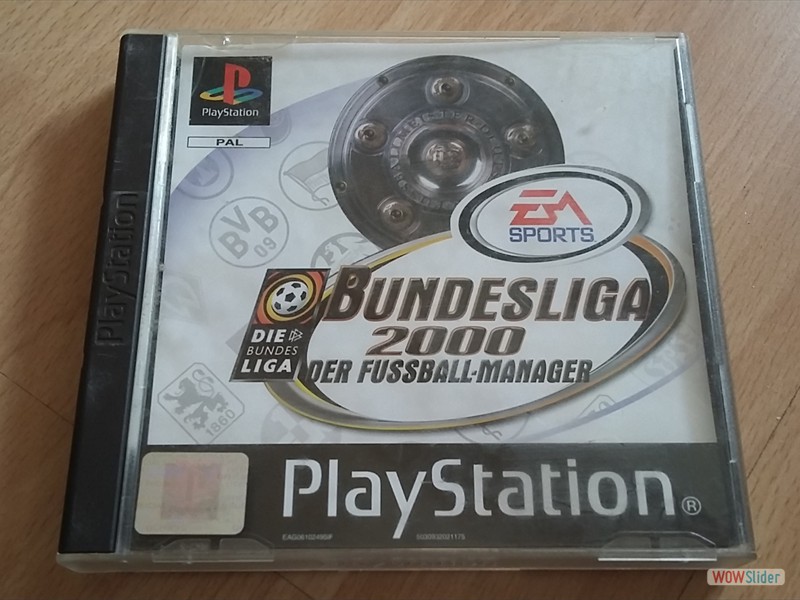 PlayStation
PAL
PlayStation
BVB
09
EA
SPORTS
BUNDESLIGA
2000
DER FUSSBALL-MANAGER
DIE
BUNDES
LIGA
1860
PlayStation®
WOWSlider